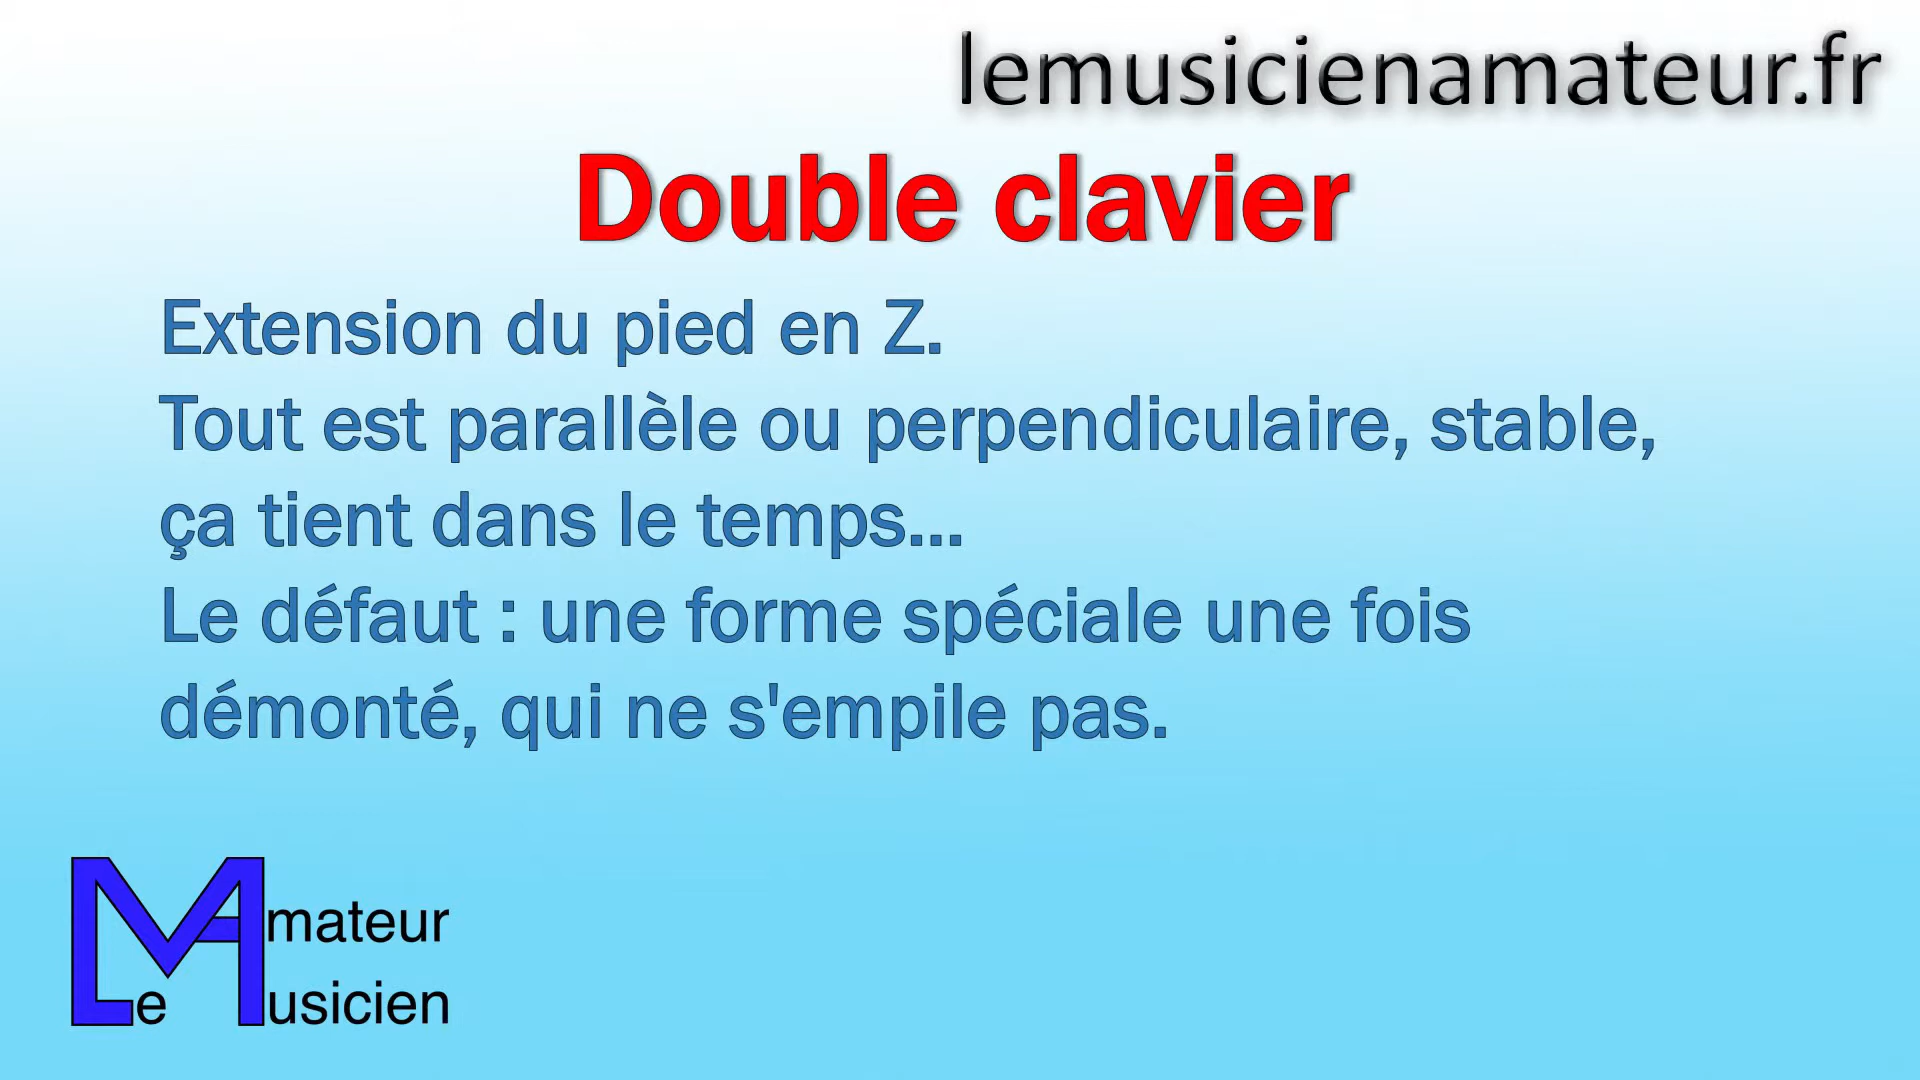 lemusicienamateur.fr
Double clavier
Extension du pied en Z.
Tout est parallèle ou perpendiculaire, stable,
ça tient dans le temps...
Le défaut : une forme spéciale une fois
démonté, qui ne s'empile pas.
Amateur
Le Musicien